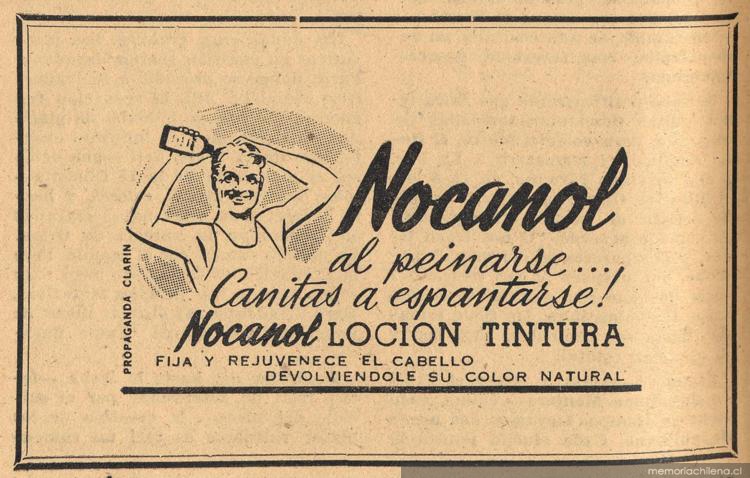 Nocanol
al peinarse...
Canitas a espantarse!
Nocanol LOCION TINTURA
FIJA Y REJUVENECE EL CABELLO
DEVOLVIENDOLE SU COLOR NATURAL
PROPAGANDA CLARIN
memoriachilena.cl